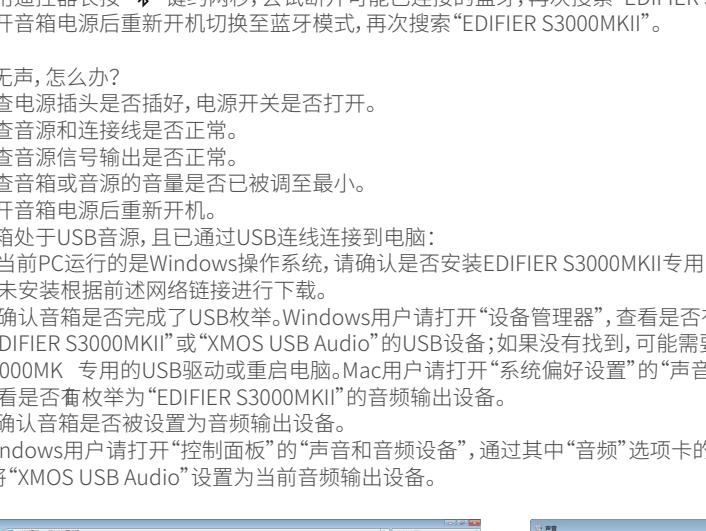 开音箱电源后重新开机切换至蓝牙模式，再次搜索“EDIFIER S3000MKII”。
无声，怎么办？
查电源插头是否插好，电源开关是否打开。
查音源和连接线是否正常。
查音源信号输出是否正常。
查音箱或音源的音量是否已被调至最小。
开音箱电源后重新开机。
箱处于USB音源，且已通过USB连线连接到电脑：
当前PC运行的是Windows操作系统，请确认是否安装EDIFIER S3000MKII专用
未安装根据前述网络链接进行下载。
确认音箱是否完成了USB枚举。Windows用户请打开“设备管理器”，查看是否
DIFIER S3000MKII”或“XMOS USB Audio”的USB设备；如果没有找到，可能需
000MK 专用的USB驱动或重启电脑。Mac用户请打开“系统偏好设置”的“声音
看是否有枚举为“EDIFIER S3000MKII”的音频输出设备。
确认音箱是否被设置为音频输出设备。
ndows用户请打开“控制面板”的“声音和音频设备”，通过其中“音频”选项卡的
将“XMOS USB Audio”设置为当前音频输出设备。
声音